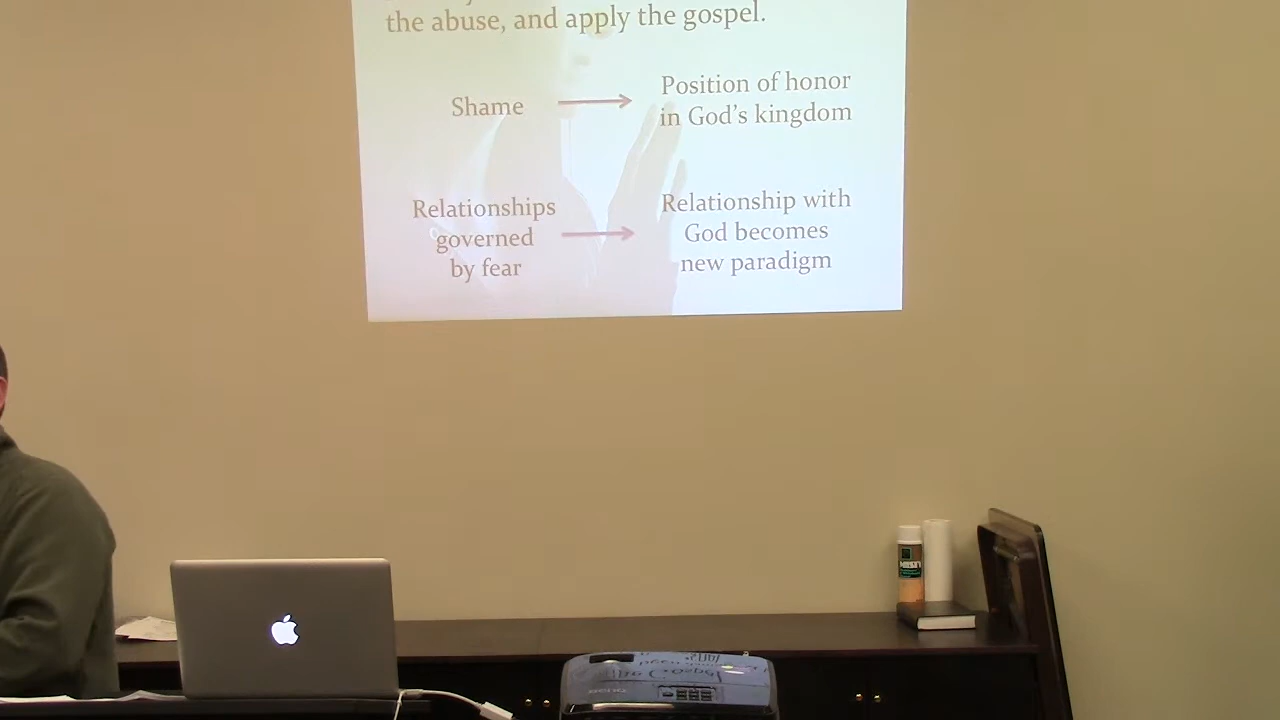 the abuse, and apply the gospel.
Shame
Position of honor
in God's kingdom
Relationships
governed
by fear
Relationship with
God becomes
new paradigm
BENQ